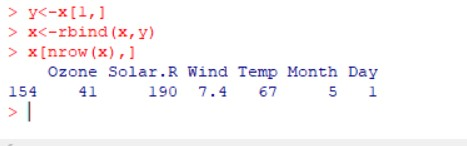 > y<-x[1,]
> x<-rbind(x,y)
> x[nrow(x),]
    Ozone Solar.R Wind Temp Month Day
154    41     190  7.4   67     5   1
> |